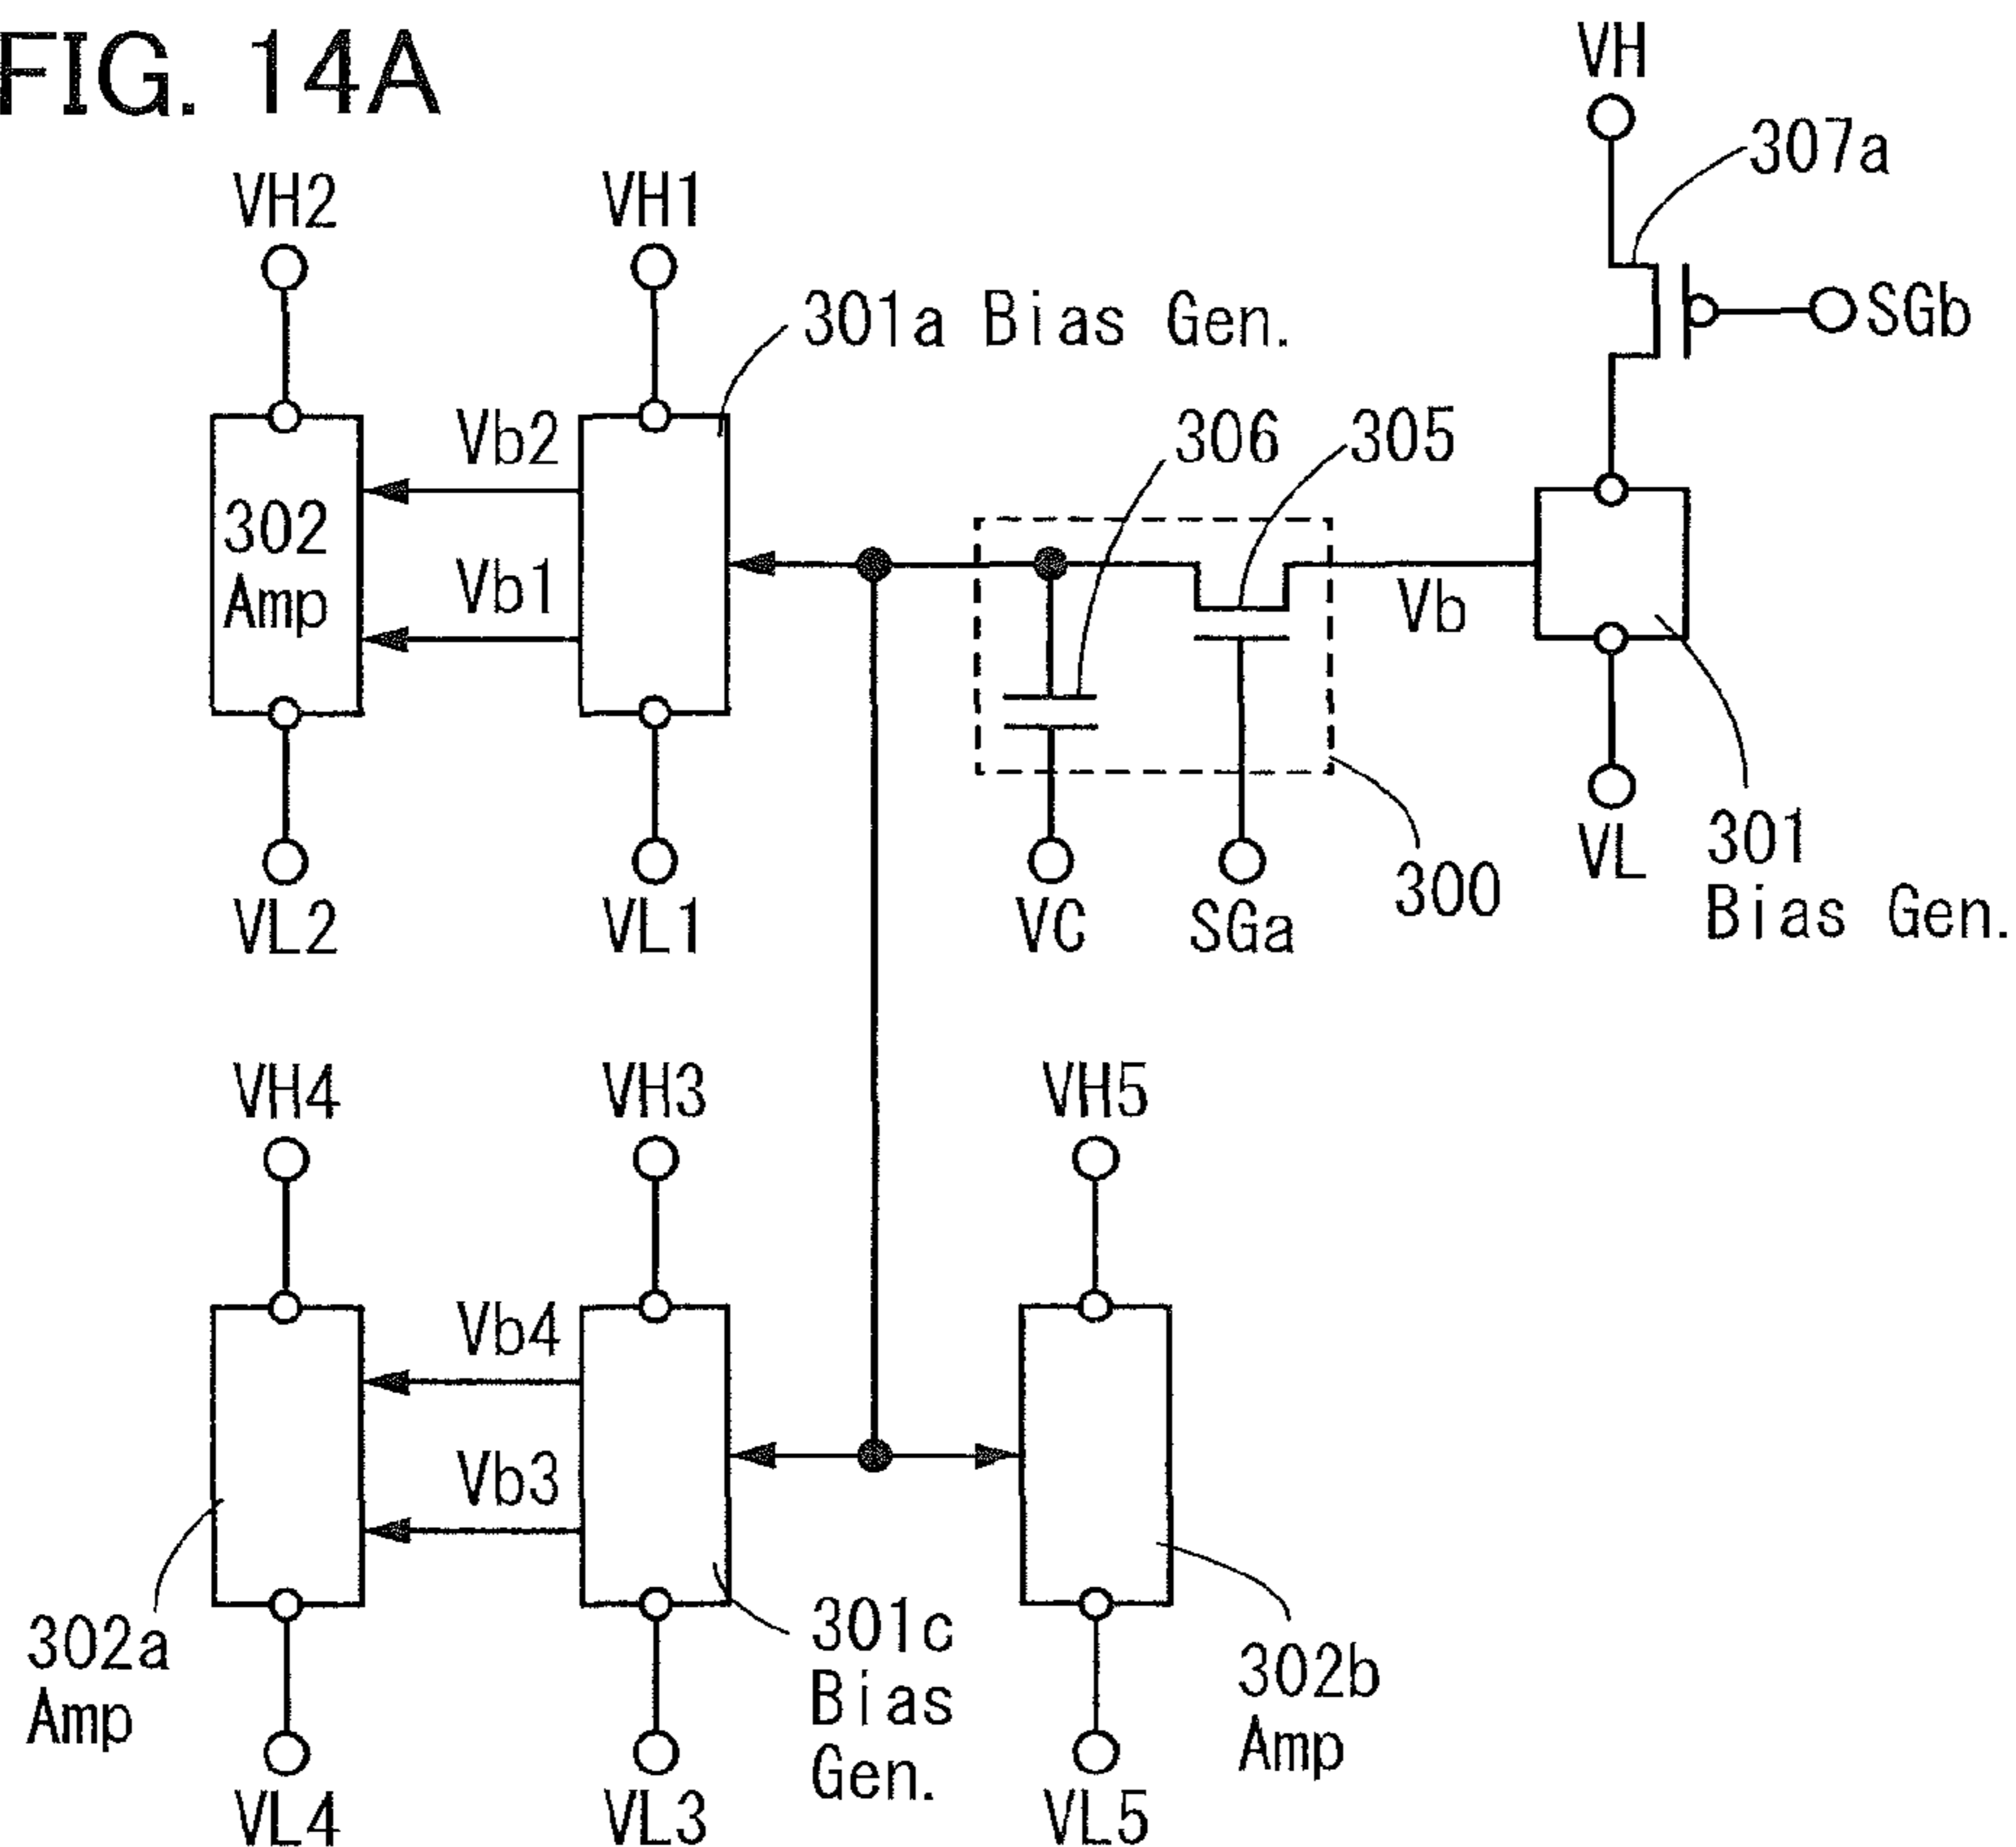 FIG. 14A
VH
307a
SGb
VH2
VH1
301a Bias Gen.
Vb2
302
Amp
Vb1
306
305
Vb
301
Bias Gen.
VL
300
VC
SGa
VL2
VL1
VH4
VH3
VH5
Vb4
Vb3
302a
Amp
301c
Bias
Gen.
302b
Amp
VL4
VL3
VL5